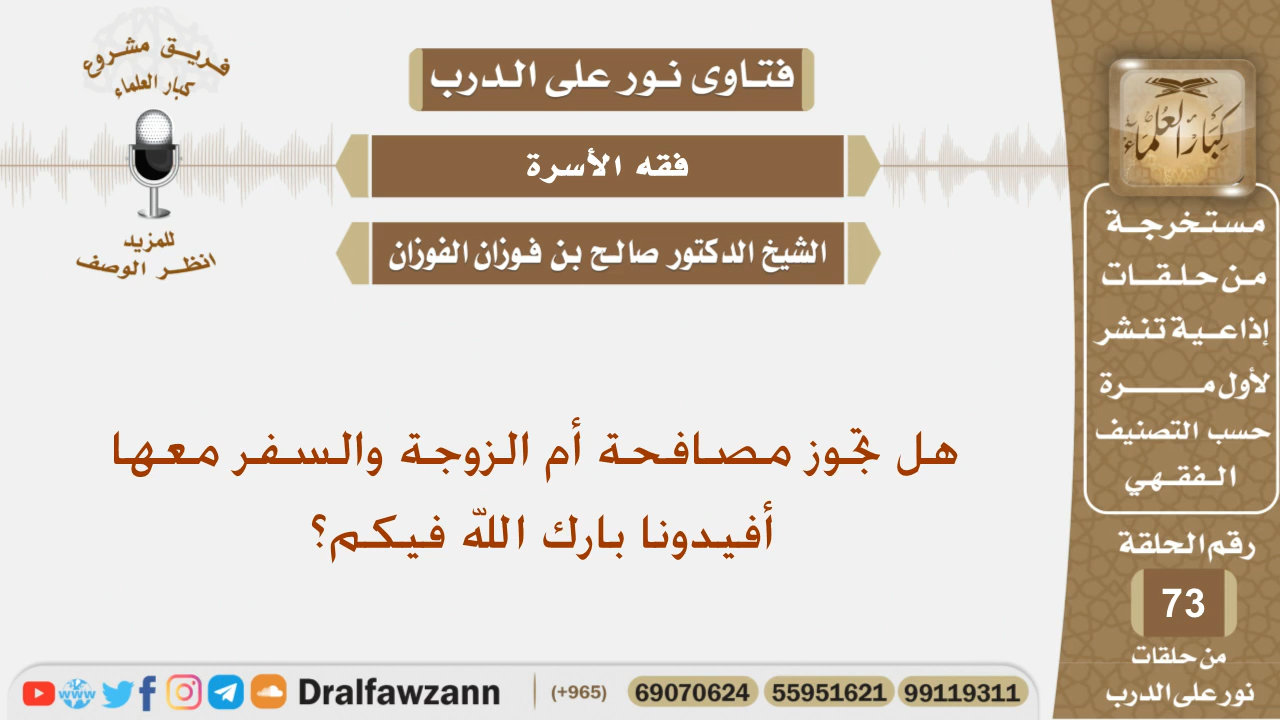 فريق مشروع
كبار العلماء
للمزيد
انظر الوصف
فتاوى نور على الدرب
فقه الأسرة
الشيخ الدكتور صالح بن فوزان الفوزان
هل تجوز مصافحة أم الزوجة والسفر معها
أفيدونا بارك الله فيكم؟
كبار العلماء
مستخرجة
من حلقات
إذاعية تنشر
لأول مرة
حسب التصنيف
الفقهي
رقم الحلقة
73
من حلقات
نور على الدرب
www Dralfawzann (+965) 69070624 55951621 99119311